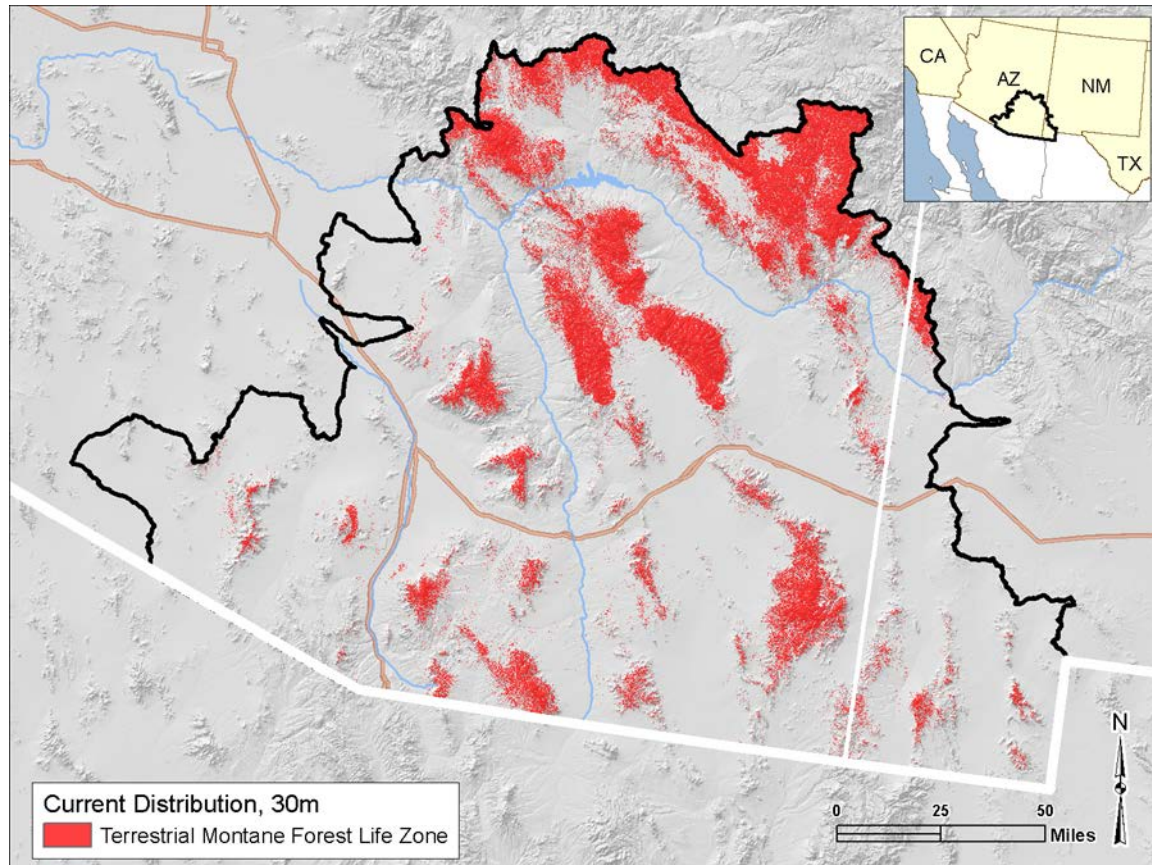 CA
AZ
NM
TX
N
Current Distribution, 30m
Terrestrial Montane Forest Life Zone
0 25 50
Miles